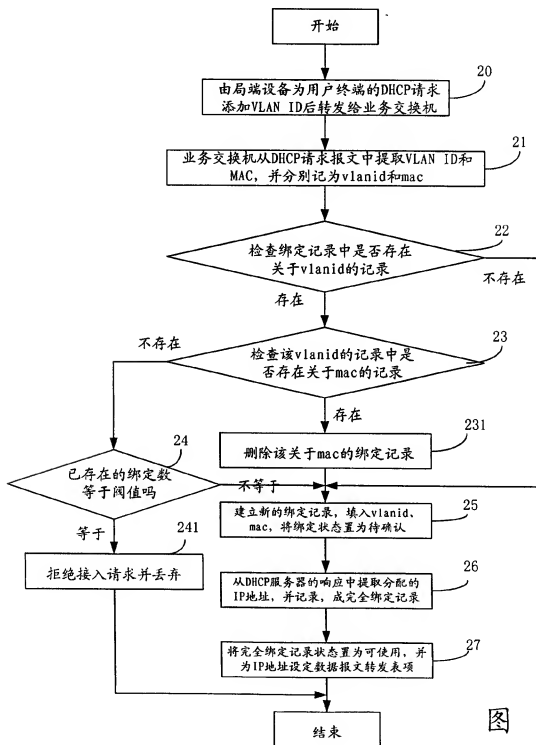 开始
20
由局端设备为用户终端的DHCP请求
添加VLAN ID后转发给业务交换机
21
业务交换机从DHCP请求报文中提取VLAN ID和
MAC，并分别记为vlanid和mac
22
检查绑定记录中是否存在
关于vlanid的记录
不存在
存在
23
不存在
检查该vlanid的记录中是
否存在关于mac的记录
存在
231
删除该关于mac的绑定记录
24
已存在的绑定数
等于阀值吗
不等于
等于
25
建立新的绑定记录，填入vlanid、
mac，将绑定状态置为待确认
241
拒绝接入请求并丢弃
26
从DHCP服务器的响应中提取分配的
IP地址，并记录，成完全绑定记录
27
将完全绑定记录状态置为可使用，并
为IP地址设定数据报文转发表项
结束
图